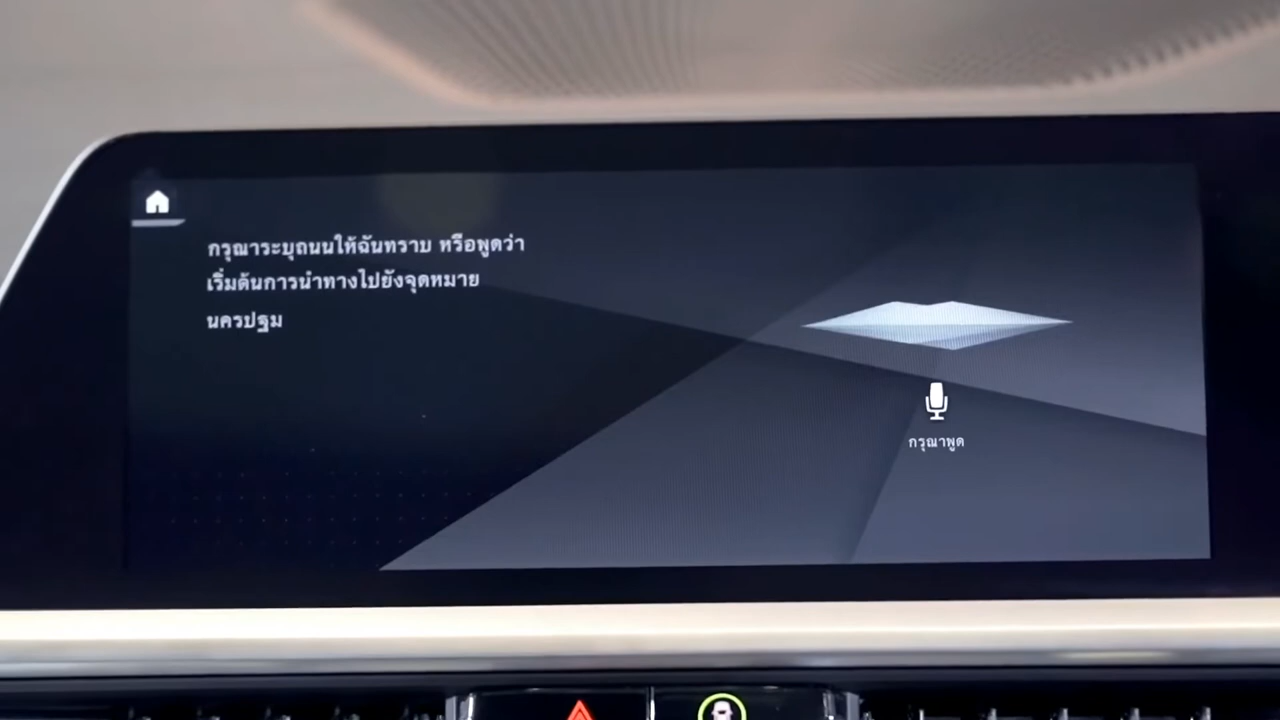 กรุณาระบุถนนให้ฉันทราบ หรือพูดว่า
เริ่มต้นการนำทางไปยังจุดหมาย
นครปฐม
กรุณาพูด